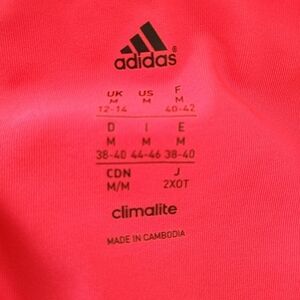 adidas®
UK US F
M M M
12-14 40-42
D I E
M M M
38-40 44-46 38-40
CDN J
M/M 2XOT
climalite
MADE IN CAMBODIA